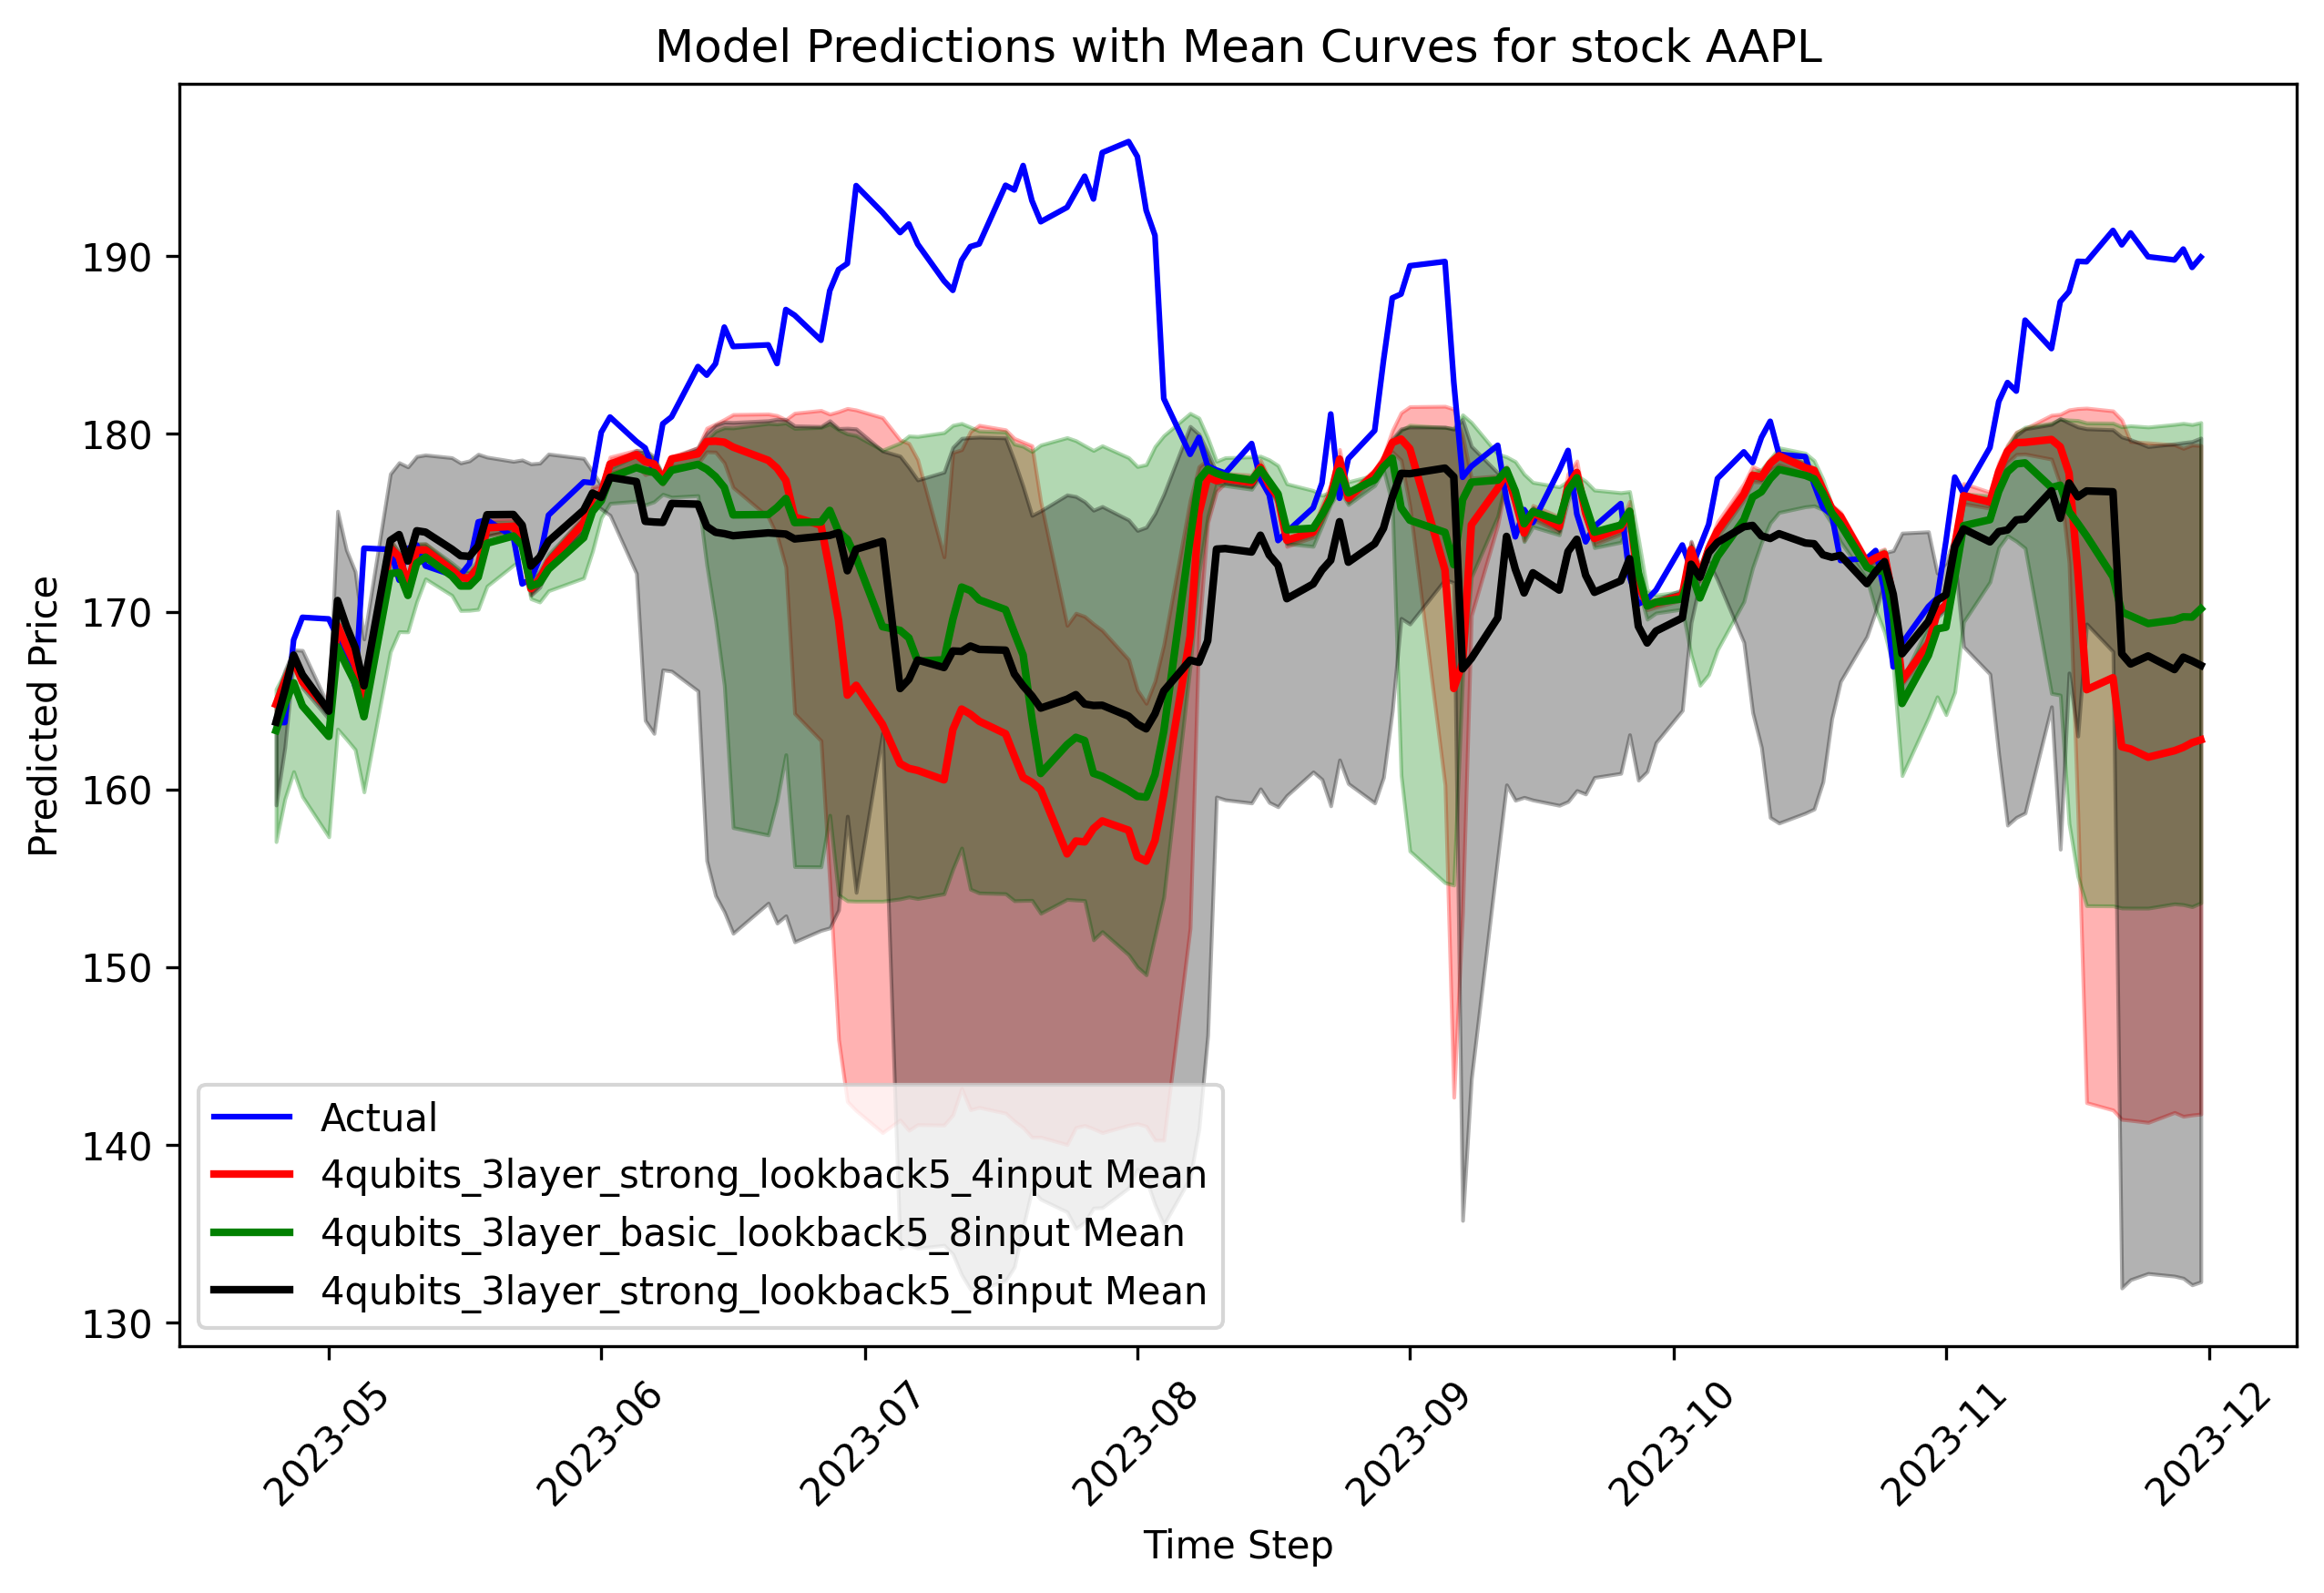 Model Predictions with Mean Curves for stock AAPL
Predicted Price
190
180
170
160
150
140
130
Actual
4qubits_3layer_strong_lookback5_4input Mean
4qubits_3layer_basic_lookback5_8input Mean
4qubits_3layer_strong_lookback5_8input Mean
2023-05
2023-06
2023-07
2023-08
2023-09
2023-10
2023-11
2023-12
Time Step